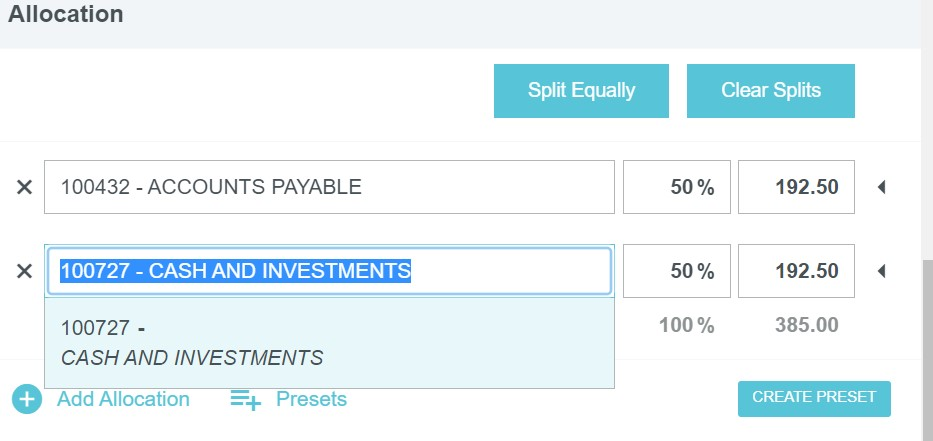 Allocation
Split Equally Clear Splits
100432 - ACCOUNTS PAYABLE 50 % 192.50
100727 - CASH AND INVESTMENTS 50 % 192.50
100727 -
CASH AND INVESTMENTS
100 % 385.00
Add Allocation Presets CREATE PRESET